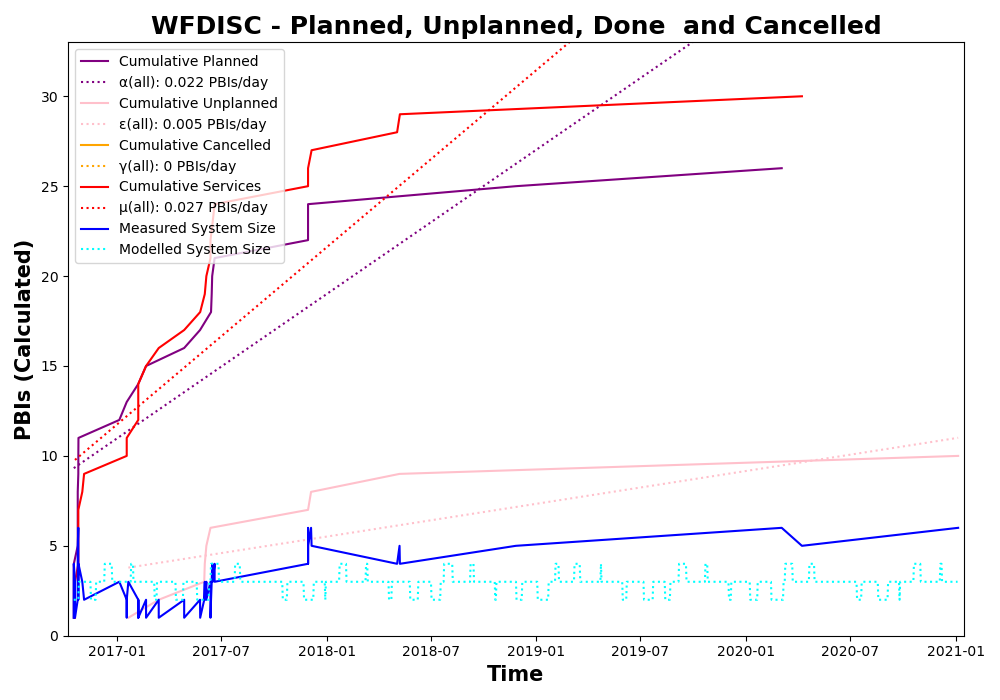 WFDISC - Planned, Unplanned, Done  and Cancelled
Cumulative Planned
α(all): 0.022 PBIs/day
Cumulative Unplanned
ε(all): 0.005 PBIs/day
Cumulative Cancelled
γ(all): 0 PBIs/day
Cumulative Services
μ(all): 0.027 PBIs/day
Measured System Size
Modelled System Size
PBIs (Calculated)
30
25
20
15
10
5
0
2017-01 2017-07 2018-01 2018-07 2019-01 2019-07 2020-01 2020-07 2021-01
Time